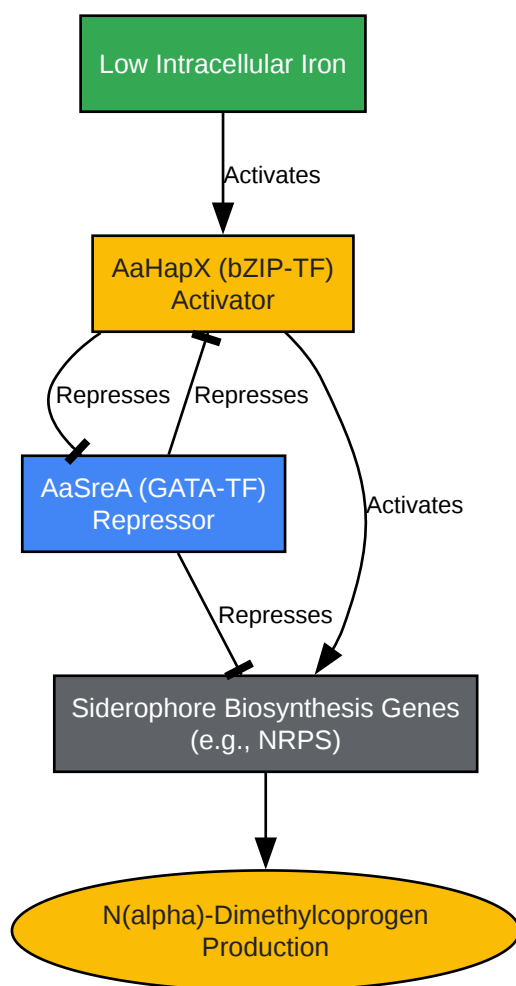 Low Intracellular Iron
Activates
AaHapX (bZIP-TF)
Activator
Represses
Represses
AaSreA (GATA-TF)
Repressor
Activates
Represses
Siderophore Biosynthesis Genes
(e.g., NRPS)
N(alpha)-Dimethylcoprogen
Production